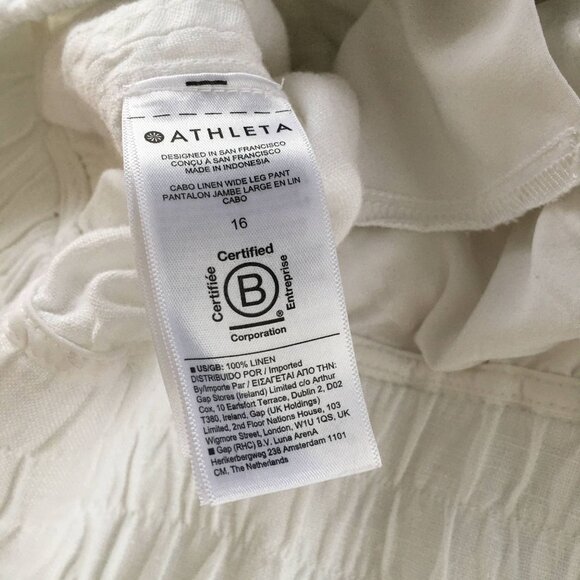 ATHLETA
DESIGNED IN SAN FRANCISCO
CONÇU À SAN FRANCISCO
MADE IN INDONESIA
CABO LINEN WIDE LEG PANT
PANTALON JAMBE LARGE EN LIN
CABO
16
Certified
Certifiée
B
Entreprise
®
Corporation
■ US/GB: 100% LINEN
DISTRIBUIDO POR / Imported
By/Importe Par / ΕΙΣΑΓΕΤΑΙ ΑΠΟ ΤΗΝ:
Gap Stores (Ireland) Limited c/o Arthur
Cox, 10 Earlsfort Terrace, Dublin 2, D02
T380, Ireland, Gap (UK Holdings)
Limited, 2nd Floor Nations House, 103
Wigmore Street, London, W1U 1QS, UK
■ Gap (RHC) B.V. Luna ArenA
Herikerbergweg 238 Amsterdam 1101
CM, The Netherlands